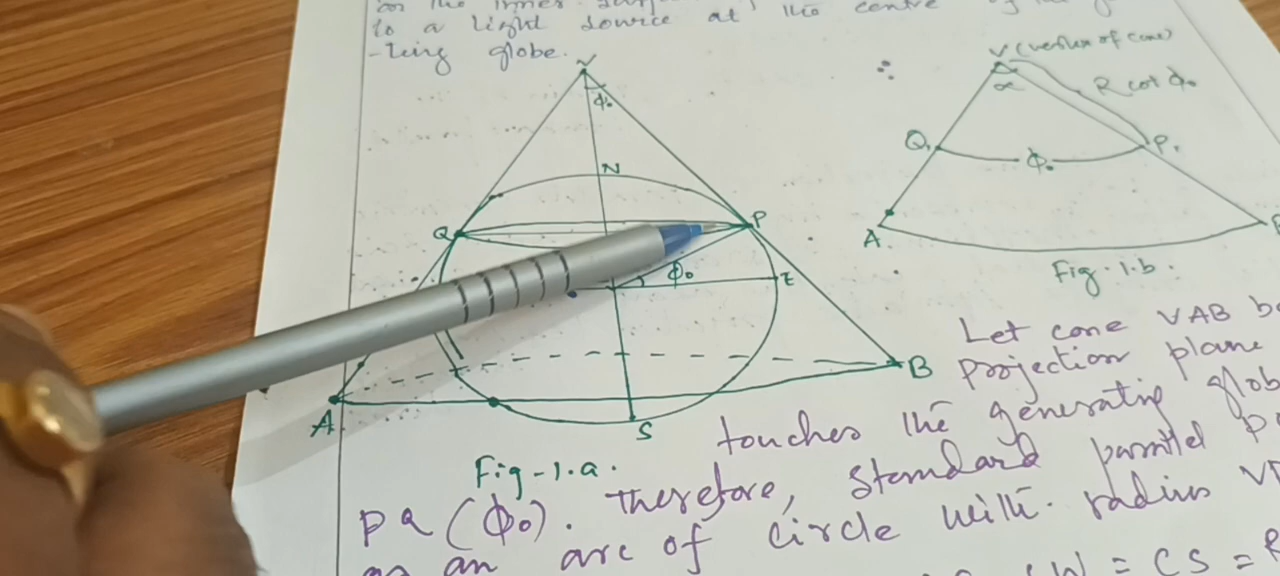 to a light source at the centre
-ting globe.
V
φ₀
N
Q
P
φ₀
E
A
B
S
Fig-1.a.
V (vertex of cone)
α
R cot φ₀
Q₁
φ₀
P₁
A
Fig.1.b.
Let cone VAB
projection plane
touches the generating
PQ (φ₀). Therefore, standard parallel
an arc of circle with radius
= CS =